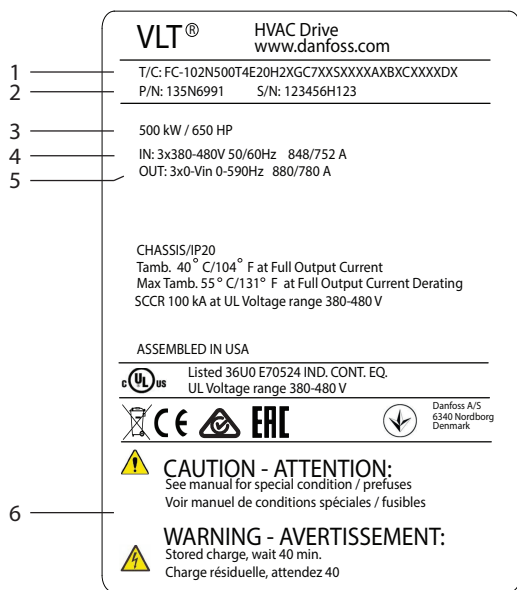 VLT® HVAC Drive
www.danfoss.com
1 T/C: FC-102N500T4E20H2XGC7XXSXXXXAXBXCXXXXDX
2 P/N: 135N6991 S/N: 123456H123
3 500 kW / 650 HP
4 IN: 3x380-480V 50/60Hz 848/752 A
5 OUT: 3x0-Vin 0-590Hz 880/780 A
CHASSIS/IP20
Tamb. 40° C/104° F at Full Output Current
Max Tamb. 55° C/131° F at Full Output Current Derating
SCCR 100 kA at UL Voltage range 380-480 V
ASSEMBLED IN USA
c UL us Listed 36U0 E70524 IND. CONT. EQ.
UL Voltage range 380-480 V
CE EAC
Danfoss A/S
6340 Nordborg
Denmark
CAUTION - ATTENTION:
See manual for special condition / prefuses
Voir manuel de conditions spéciales / fusibles
6
WARNING - AVERTISSEMENT:
Stored charge, wait 40 min.
Charge résiduelle, attendez 40